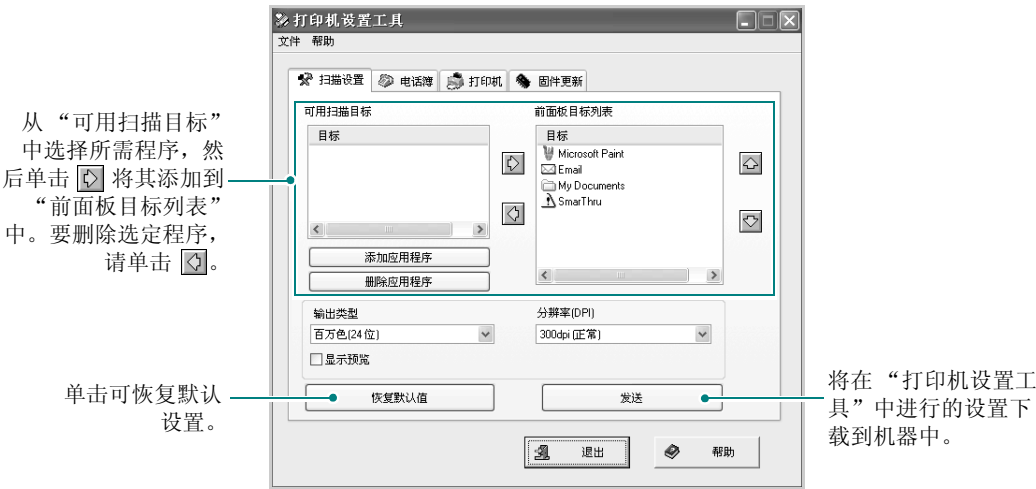 打印机设置工具
文件 帮助
扫描设置 电话簿 打印机 固件更新
从 “可用扫描目标”
中选择所需程序，然
后单击 将其添加到
“前面板目标列表”
中。要删除选定程序，
请单击 。
可用扫描目标
目标
添加应用程序
删除应用程序
前面板目标列表
目标
Microsoft Paint
Email
My Documents
SmarThru
输出类型
百万色(24 位)
显示预览
分辨率(DPI)
300dpi (正常)
单击可恢复默认
设置。
恢复默认值
发送
将在 “打印机设置工
具” 中进行的设置下
载到机器中。
退出
帮助